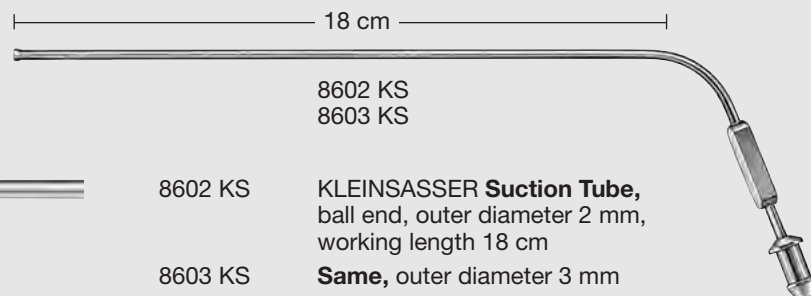 18 cm
8602 KS
8603 KS
8602 KS KLEINSASSER Suction Tube,
ball end, outer diameter 2 mm,
working length 18 cm
8603 KS Same, outer diameter 3 mm